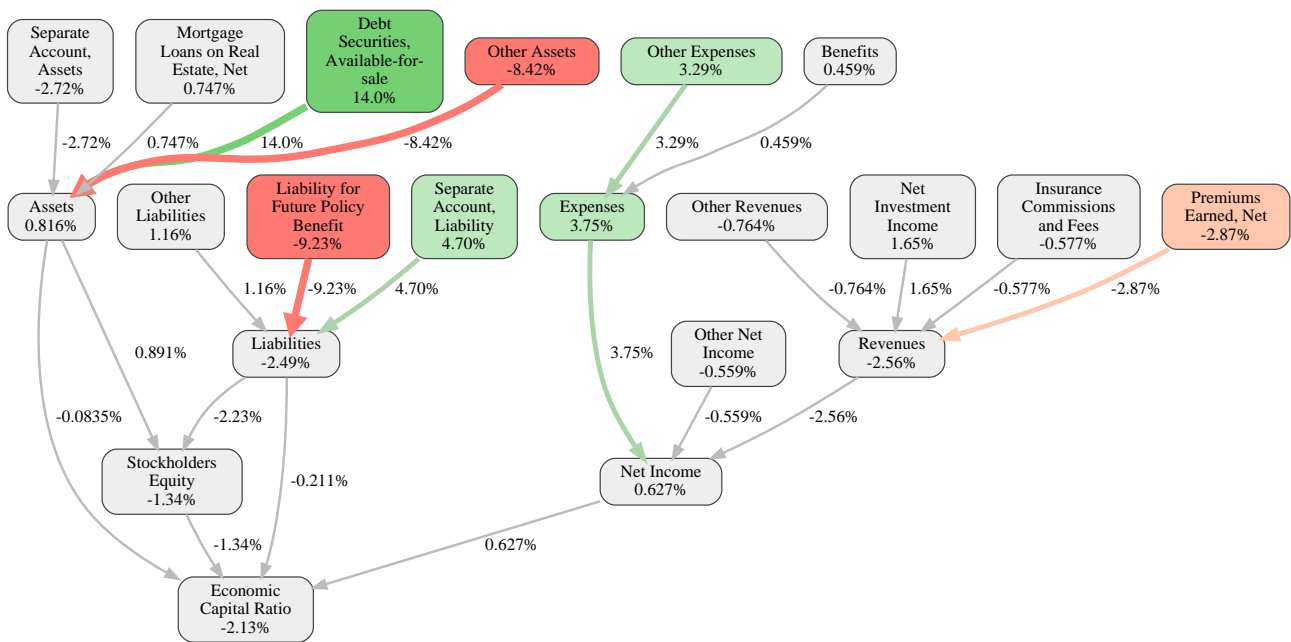 Separate
Account,
Assets
-2.72%
Mortgage
Loans on Real
Estate, Net
0.747%
Debt
Securities,
Available-for-
sale
14.0%
Other Assets
-8.42%
Other Expenses
3.29%
Benefits
0.459%
-2.72%
0.747%
14.0%
-8.42%
3.29%
0.459%
Assets
0.816%
Other
Liabilities
1.16%
Liability for
Future Policy
Benefit
-9.23%
Separate
Account,
Liability
4.70%
Expenses
3.75%
Other Revenues
-0.764%
Net
Investment
Income
1.65%
Insurance
Commissions
and Fees
-0.577%
Premiums
Earned, Net
-2.87%
1.16%
-9.23%
4.70%
-0.764%
1.65%
-0.577%
-2.87%
0.891%
Liabilities
-2.49%
3.75%
Other Net
Income
-0.559%
Revenues
-2.56%
-0.0835%
-2.23%
-0.559%
-2.56%
Stockholders
Equity
-1.34%
-0.211%
Net Income
0.627%
-1.34%
0.627%
Economic
Capital Ratio
-2.13%